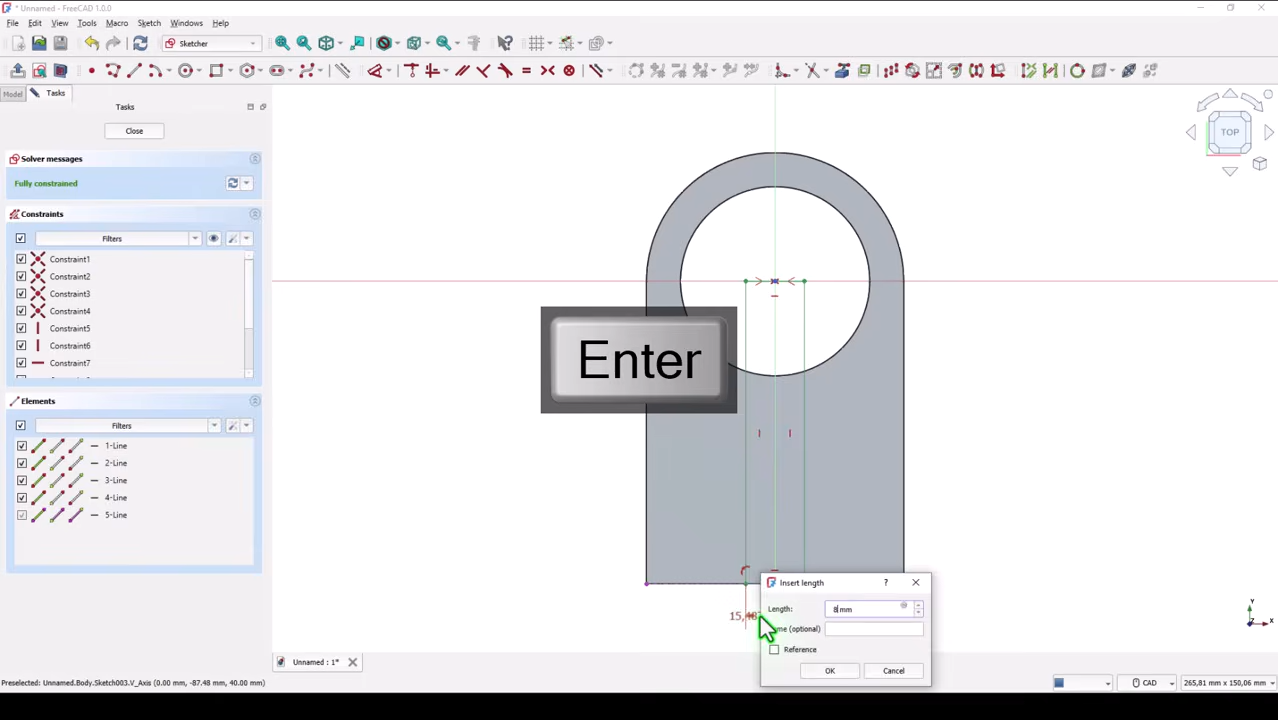 * Unnamed - FreeCAD 1.0.0
File Edit View Tools Macro Sketch Windows Help
Sketcher
Model Tasks
Tasks
Close
Solver messages
Fully constrained
Constraints
Filters
Constraint1
Constraint2
Constraint3
Constraint4
Constraint5
Constraint6
Constraint7
Elements
Filters
1-Line
2-Line
3-Line
4-Line
5-Line
TOP
Enter
Insert length
?
Length: 8 mm
(optional)
Reference
OK Cancel
Y
Z X
Unnamed : 1*
Preselected: Unnamed.Body.Sketch003.V_Axis (0.00 mm, -87.48 mm, 40.00 mm)
CAD
265,81 mm x 150,06 mm